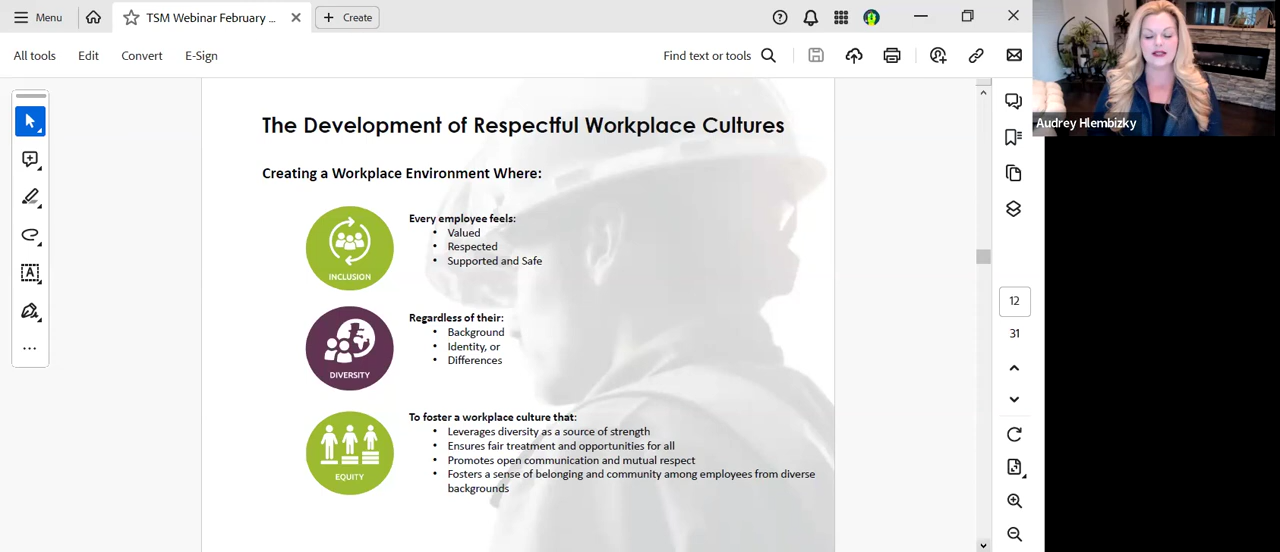 Menu
TSM Webinar February ...
Create
All tools
Edit
Convert
E-Sign
Find text or tools
Audrey Hlembizky
The Development of Respectful Workplace Cultures
Creating a Workplace Environment Where:
INCLUSION
Every employee feels:
• Valued
• Respected
• Supported and Safe
DIVERSITY
Regardless of their:
• Background
• Identity, or
• Differences
EQUITY
To foster a workplace culture that:
• Leverages diversity as a source of strength
• Ensures fair treatment and opportunities for all
• Promotes open communication and mutual respect
• Fosters a sense of belonging and community among employees from diverse
backgrounds
12
31